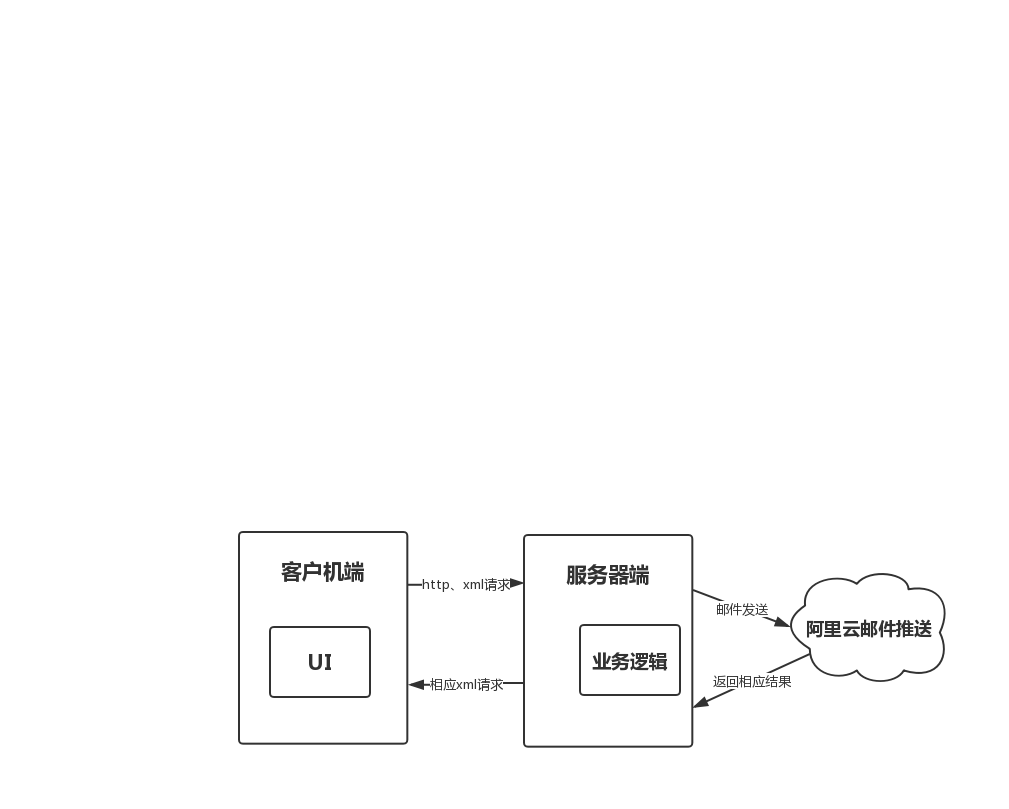 客户机端
UI
http、xml请求
相应xml请求
服务器端
业务逻辑
邮件发送
返回相应结果
阿里云邮件推送